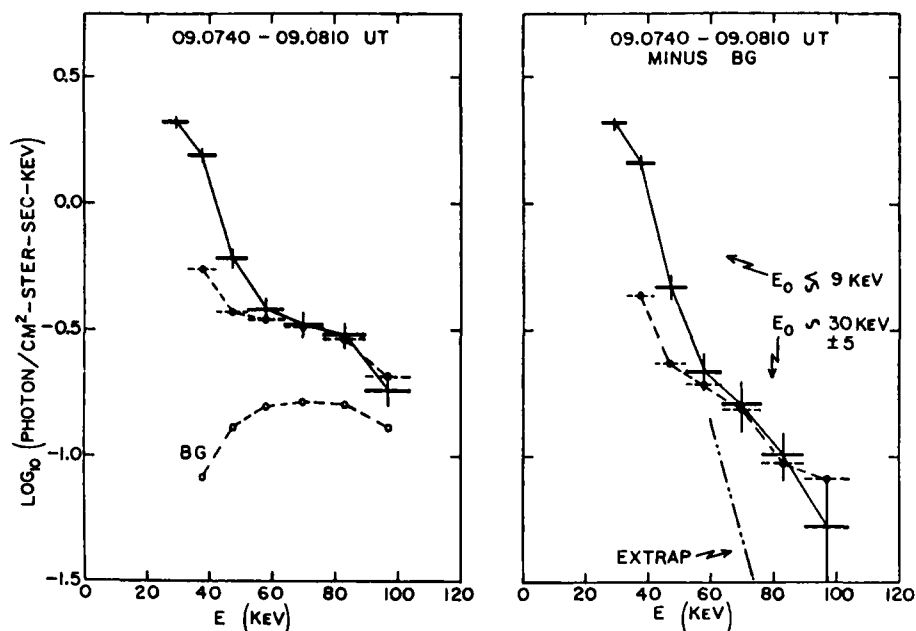 09.0740 – 09.0810 UT
LOG₁₀ (PHOTON/CM²–STER–SEC–KEV)
0.5
0.0
-0.5
-1.0
-1.5
BG
0 20 40 60 80 100 120
E (KEV)
09.0740 – 09.0810 UT
MINUS BG
E₀ ≲ 9 KEV
E₀ ∼ 30 KEV
±5
EXTRAP
0 20 40 60 80 100 120
E (KEV)